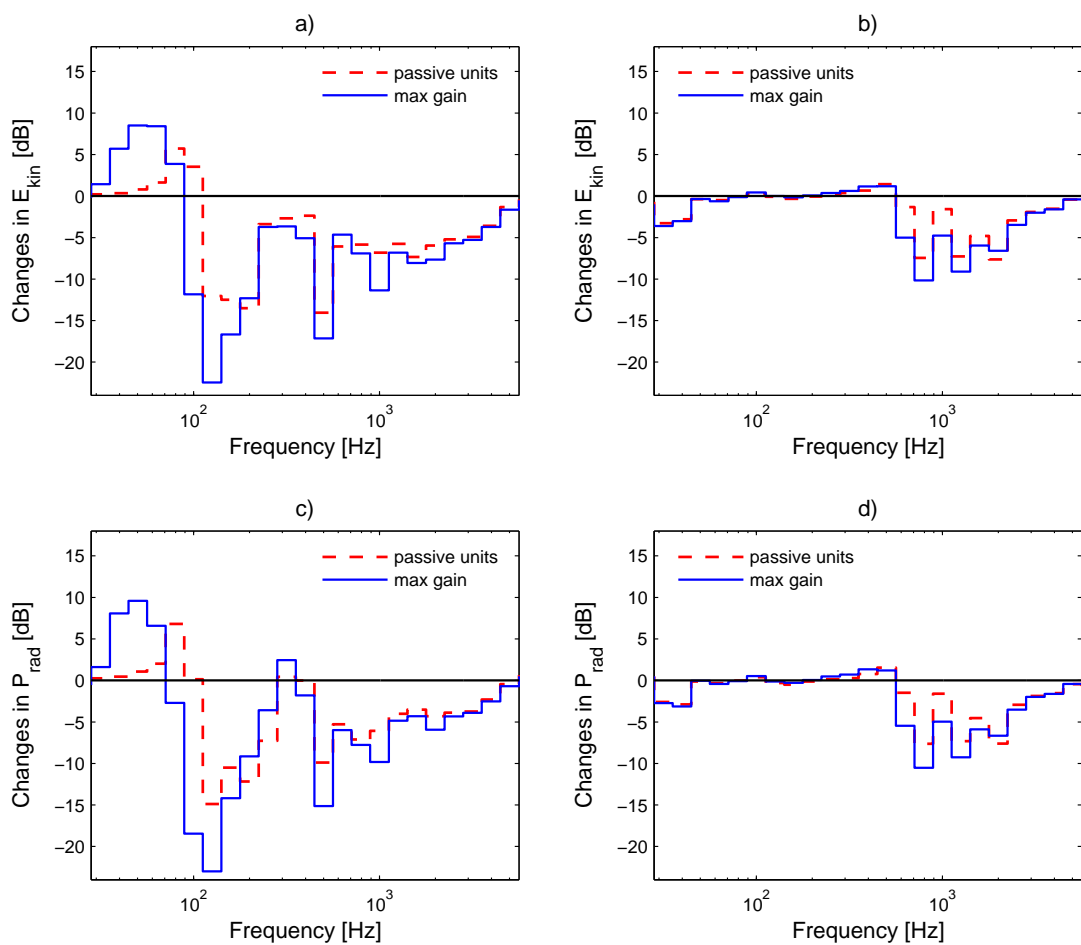 a)
15
10
5
0
−5
−10
−15
−20
Changes in E_kin [dB]
passive units
max gain
10^2
10^3
Frequency [Hz]
b)
15
10
5
0
−5
−10
−15
−20
Changes in E_kin [dB]
passive units
max gain
10^2
10^3
Frequency [Hz]
c)
15
10
5
0
−5
−10
−15
−20
Changes in P_rad [dB]
passive units
max gain
10^2
10^3
Frequency [Hz]
d)
15
10
5
0
−5
−10
−15
−20
Changes in P_rad [dB]
passive units
max gain
10^2
10^3
Frequency [Hz]